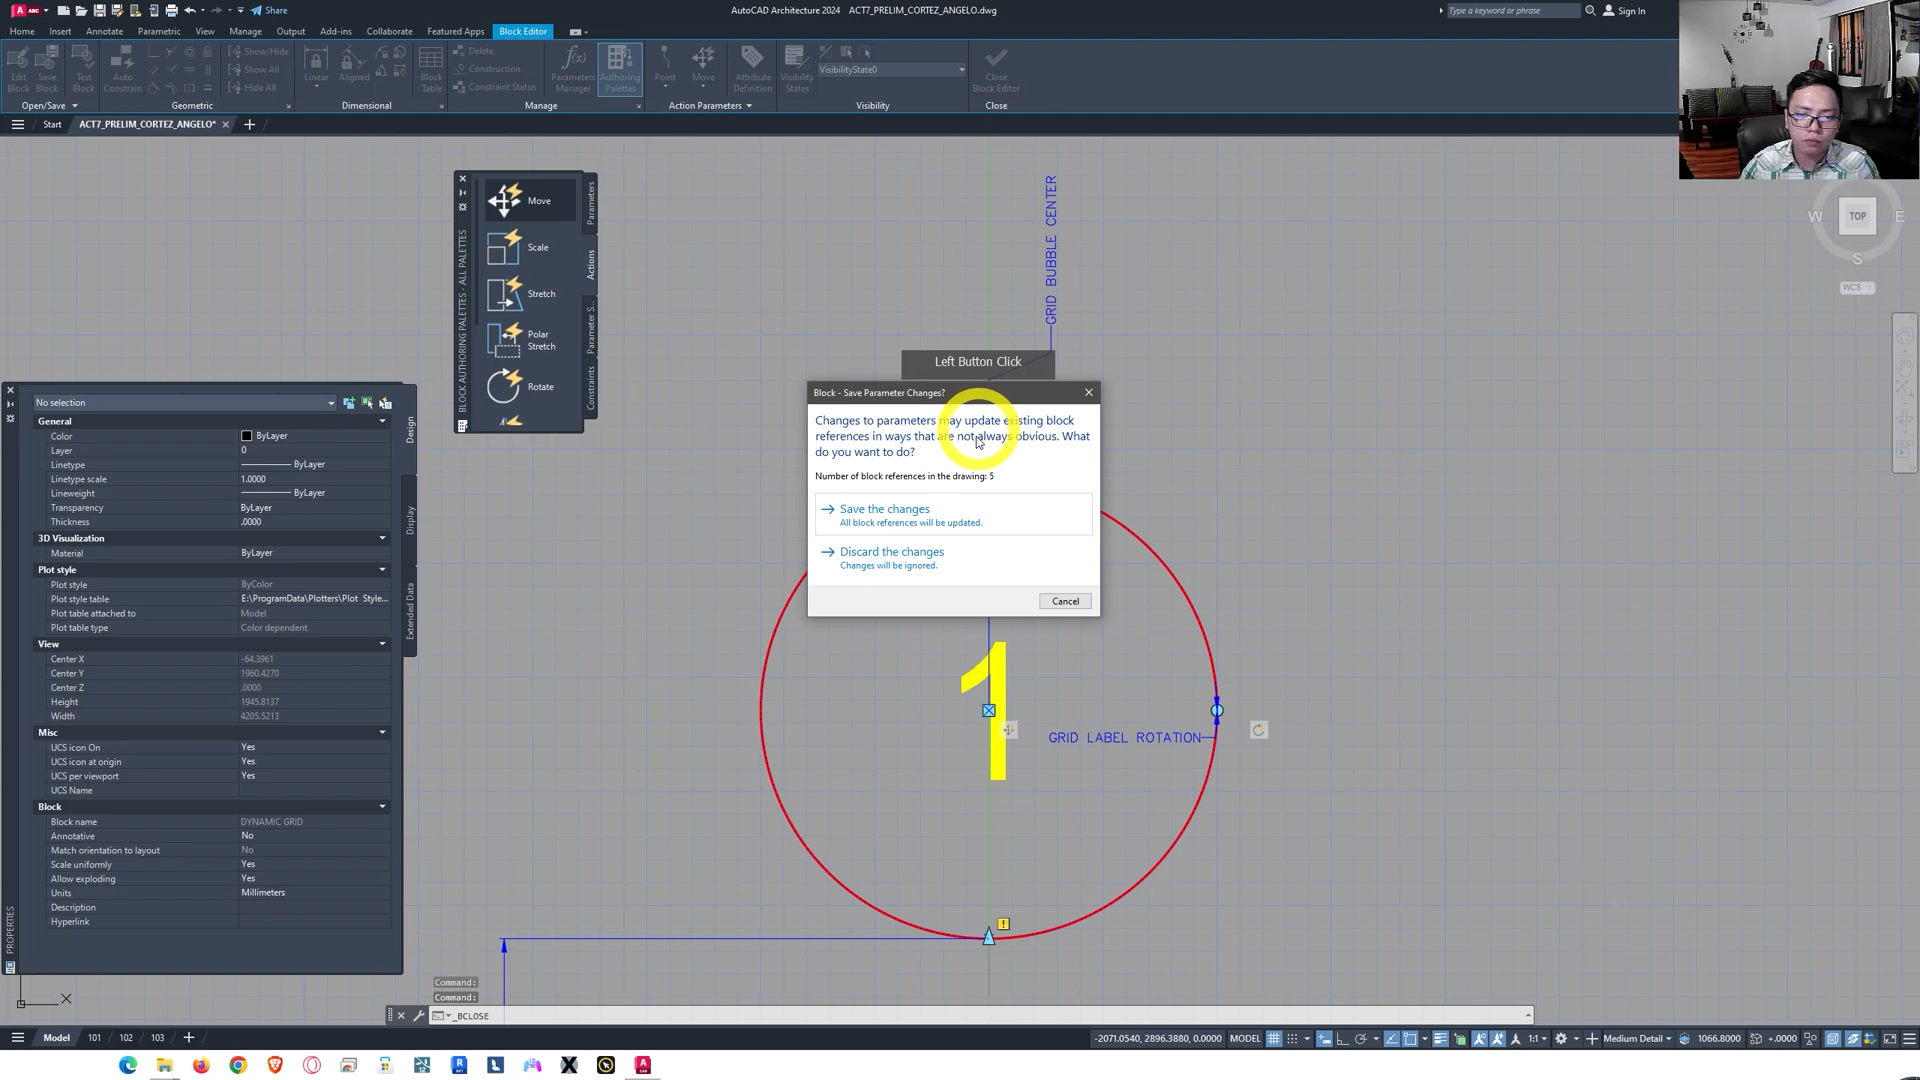 ARC
Share
AutoCAD Architecture 2024 ACT7_PRELIM_CORTEZ_ANGELO.dwg
Type a keyword or phrase
Sign In
Home Insert Annotate Parametric View Manage Output Add-ins Collaborate Featured Apps Block Editor
Edit Block
Save Block
Test Block
Auto Constrain
Show/Hide
Show All
Hide All
Linear
Aligned
Block Table
Delete
Construction
Constraint Status
Parameters Manager
Authoring Palettes
Point
Move
Attribute Definition
Visibility States
VisibilityState0
Close Block Editor
Open/Save Geometric Dimensional Manage Action Parameters Visibility Close
Start ACT7_PRELIM_CORTEZ_ANGELO*
BLOCK AUTHORING PALETTES - ALL PALETTES
Move
Scale
Stretch
Polar Stretch
Rotate
Parameters
Actions
Parameter S...
Constraints
GRID BUBBLE CENTER
W TOP E
S
WCS
Left Button Click
Block - Save Parameter Changes?
Changes to parameters may update existing block
references in ways that are not always obvious. What
do you want to do?
Number of block references in the drawing: 5
Save the changes
All block references will be updated.
Discard the changes
Changes will be ignored.
Cancel
1
GRID LABEL ROTATION
No selection
General
Color ByLayer
Layer 0
Linetype ByLayer
Linetype scale 1.0000
Lineweight ByLayer
Transparency ByLayer
Thickness .0000
3D Visualization
Material ByLayer
Plot style
Plot style ByColor
Plot style table E:\ProgramData\Plotters\Plot Style...
Plot table attached to Model
Plot table type Color dependent
View
Center X -64.3961
Center Y 1960.4270
Center Z .0000
Height 1945.8137
Width 4205.5213
Misc
UCS icon On Yes
UCS icon at origin Yes
UCS per viewport Yes
UCS Name
Block
Block name DYNAMIC GRID
Annotative No
Match orientation to layout No
Scale uniformly Yes
Allow exploding Yes
Units Millimeters
Description
Hyperlink
Design
Display
Extended Data
PROPERTIES
X
Command:
Command:
_BCLOSE
Model 101 102 103
-2071.0540, 2896.3880, 0.0000 MODEL 1:1 Medium Detail 1066.8000 +.0000